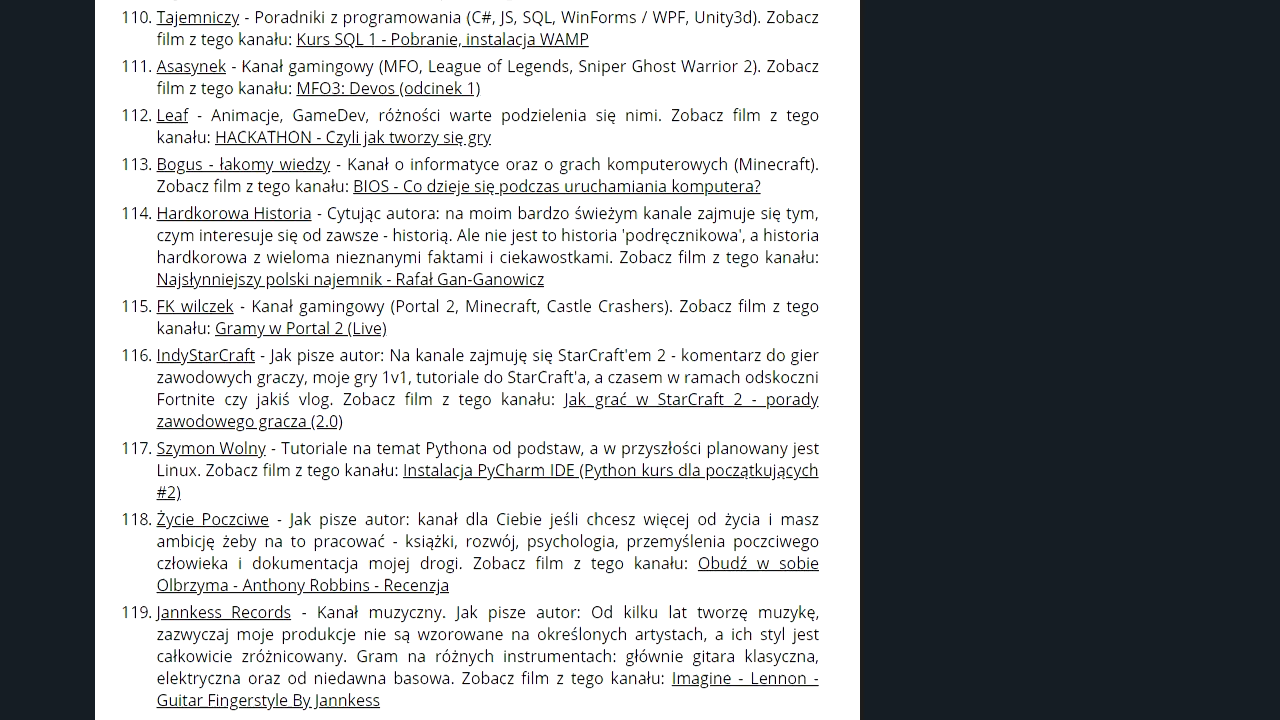 110. Tajemniczy - Poradniki z programowania (C#, JS, SQL, WinForms / WPF, Unity3d). Zobacz
film z tego kanału: Kurs SQL 1 - Pobranie, instalacja WAMP
111. Asasynek - Kanał gamingowy (MFO, League of Legends, Sniper Ghost Warrior 2). Zobacz
film z tego kanału: MFO3: Devos (odcinek 1)
112. Leaf - Animacje, GameDev, różności warte podzielenia się nimi. Zobacz film z tego
kanału: HACKATHON - Czyli jak tworzy się gry
113. Bogus - łakomy wiedzy - Kanał o informatyce oraz o grach komputerowych (Minecraft).
Zobacz film z tego kanału: BIOS - Co dzieje się podczas uruchamiania komputera?
114. Hardkorowa Historia - Cytując autora: na moim bardzo świeżym kanale zajmuje się tym,
czym interesuje się od zawsze - historią. Ale nie jest to historia 'podręcznikowa', a historia
hardkorowa z wieloma nieznanymi faktami i ciekawostkami. Zobacz film z tego kanału:
Najsłynniejszy polski najemnik - Rafał Gan-Ganowicz
115. FK wilczek - Kanał gamingowy (Portal 2, Minecraft, Castle Crashers). Zobacz film z tego
kanału: Gramy w Portal 2 (Live)
116. IndyStarCraft - Jak pisze autor: Na kanale zajmuję się StarCraft'em 2 - komentarz do gier
zawodowych graczy, moje gry 1v1, tutoriale do StarCraft'a, a czasem w ramach odskoczni
Fortnite czy jakiś vlog. Zobacz film z tego kanału: Jak grać w StarCraft 2 - porady
zawodowego gracza (2.0)
117. Szymon Wolny - Tutoriale na temat Pythona od podstaw, a w przyszłości planowany jest
Linux. Zobacz film z tego kanału: Instalacja PyCharm IDE (Python kurs dla początkujących
#2)
118. Życie Poczciwe - Jak pisze autor: kanał dla Ciebie jeśli chcesz więcej od życia i masz
ambicję żeby na to pracować - książki, rozwój, psychologia, przemyślenia poczciwego
człowieka i dokumentacja mojej drogi. Zobacz film z tego kanału: Obudź w sobie
Olbrzyma - Anthony Robbins - Recenzja
119. Jannkess Records - Kanał muzyczny. Jak pisze autor: Od kilku lat tworzę muzykę,
zazwyczaj moje produkcje nie są wzorowane na określonych artystach, a ich styl jest
całkowicie zróżnicowany. Gram na różnych instrumentach: głównie gitara klasyczna,
elektryczna oraz od niedawna basowa. Zobacz film z tego kanału: Imagine - Lennon -
Guitar Fingerstyle By Jannkess